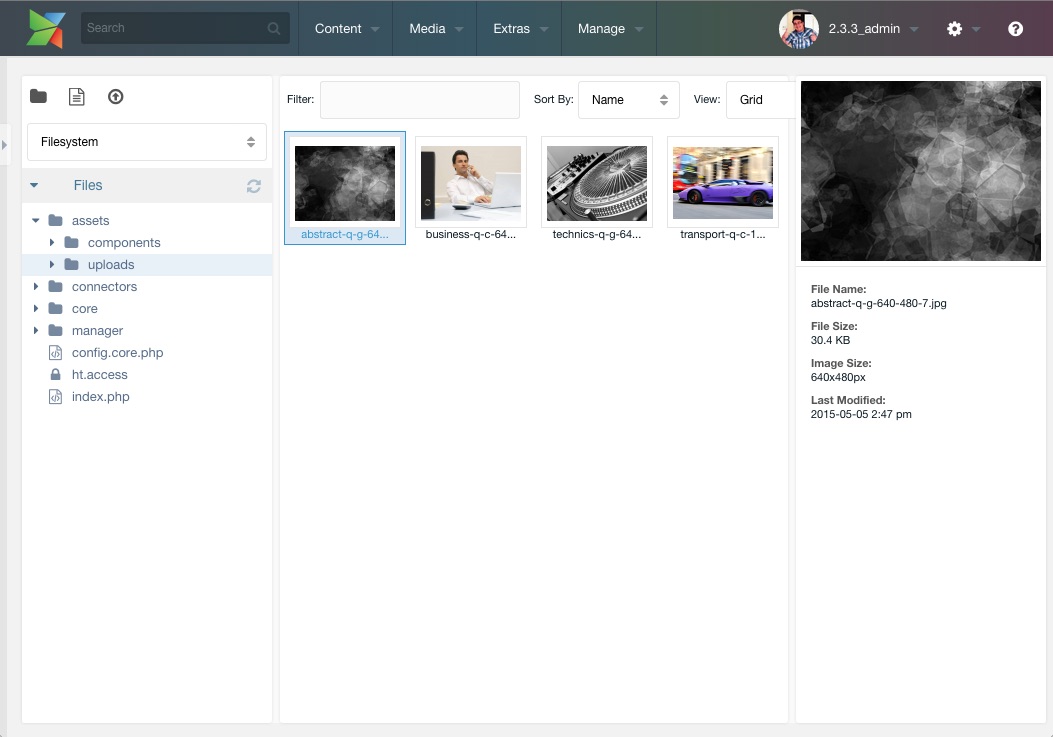 Search
Content
Media
Extras
Manage
2.3.3_admin
Filter:
Sort By:
Name
View:
Grid
Filesystem
Files
assets
components
uploads
connectors
core
manager
config.core.php
ht.access
index.php
abstract-q-g-64...
business-q-c-64...
technics-q-g-64...
transport-q-c-1...
File Name:
abstract-q-g-640-480-7.jpg
File Size:
30.4 KB
Image Size:
640x480px
Last Modified:
2015-05-05 2:47 pm